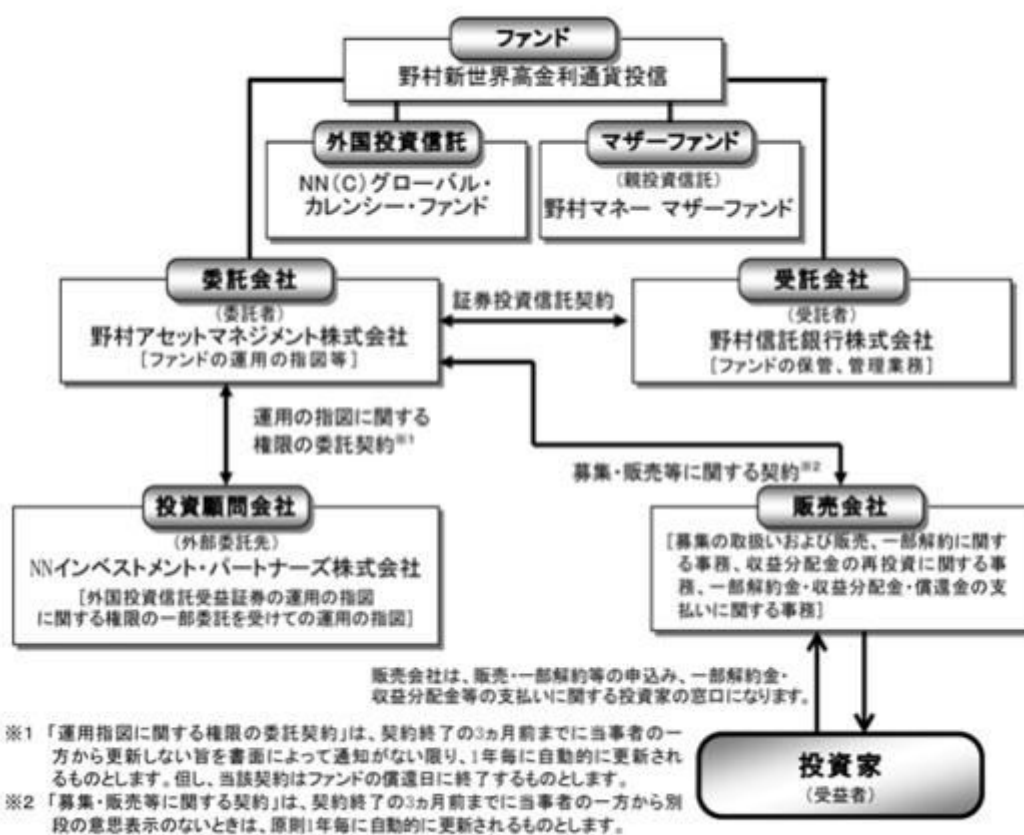 ファンド
野村新世界高金利通貨投信
外国投資信託
NN(C)グローバル・
カレンシー・ファンド
マザーファンド
(親投資信託)
野村マネー マザーファンド
委託会社
(委託者)
野村アセットマネジメント株式会社
[ファンドの運用の指図等]
証券投資信託契約
受託会社
(受託者)
野村信託銀行株式会社
[ファンドの保管、管理業務]
運用の指図に関する
権限の委託契約※1
募集・販売等に関する契約※2
投資顧問会社
(外部委託先)
NNインベストメント・パートナーズ株式会社
[外国投資信託受益証券の運用の指図
に関する権限の一部委託を受けての運用の指図]
販売会社
[募集の取扱いおよび販売、一部解約に関す
る事務、収益分配金の再投資に関する事
務、一部解約金・収益分配金・償還金の支
払いに関する事務]
販売会社は、販売・一部解約等の申込み、一部解約金・
収益分配金等の支払いに関する投資家の窓口になります。
投資家
(受益者)
※1 「運用指図に関する権限の委託契約」は、契約終了の3ヵ月前までに当事者の一
方から更新しない旨を書面によって通知がない限り、1年毎に自動的に更新され
るものとします。但し、当該契約はファンドの償還日に終了するものとします。
※2 「募集・販売等に関する契約」は、契約終了の3ヵ月前までに当事者の一方から別
段の意思表示のないときは、原則1年毎に自動的に更新されるものとします。